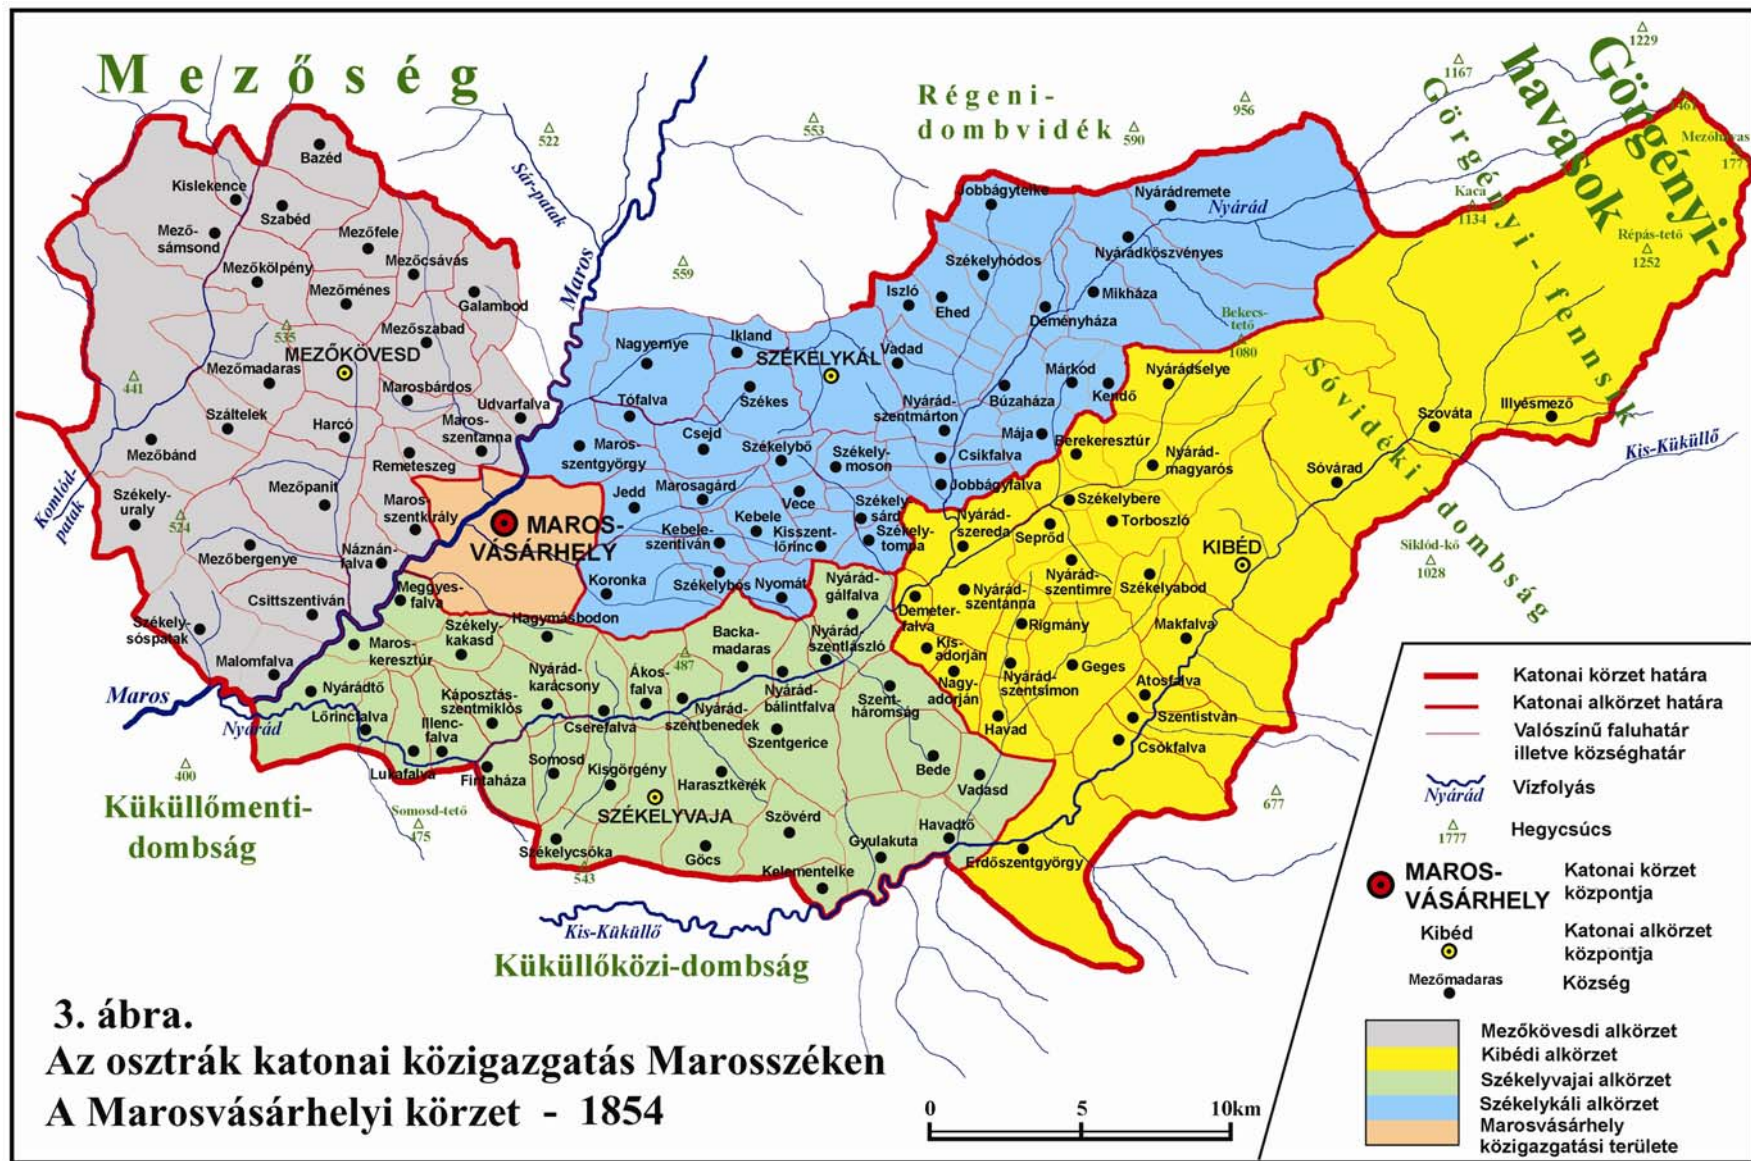 Mezőség
Régeni-
dombvidék
Görgényi-
havasok
Görgényi-fennsík
Sóvidéki-dombság
Küküllőmenti-
dombság
Küküllőközi-dombság
522
553
590
956
1167
1229
Mezőhavas
Kaca
1134
Répás-tető
1252
559
535
441
524
Bekecs-
tető
1080
Siklód-kő
1028
487
400
Somosd-tető
475
543
677
Sár-patak
Maros
Nyárád
Komlód-
patak
Kis-Küküllő
Maros
Nyárád
Kis-Küküllő
Bazéd
Kislekence
Szabéd
Mező-
sámsond
Mezőfele
Mezőkölpény
Mezőcsávás
Mezőménes
Galambod
Mezőszabad
MEZŐKÖVESD
Mezőmadaras
Marosbárdos
Udvarfalva
Száltelek
Harcó
Maros-
szentanna
Mezőbánd
Remeteszeg
Székely-
uraly
Mezőpanit
Maros-
szentkirály
Mezőbergenye
Náznán-
falva
Csittszentiván
Székely-
sóspatak
Malomfalva
MAROS-
VÁSÁRHELY
Jobbágytelke
Nyárádremete
Nyárádköszvényes
Székelyhódos
Iszló
Ehed
Mikháza
Deményháza
Nagyernye
Ikland
SZÉKELYKÁL
Vadad
Márkod
Kendő
Búzaháza
Székes
Tófalva
Nyárád-
szentmárton
Csejd
Maros-
szentgyörgy
Székelybő
Székely-
moson
Mája
Csíkfalva
Jobbágyfalva
Jedd
Marosagárd
Vece
Székely-
sárd
Kebele-
szentiván
Kebele
Kisszent-
lőrinc
Székely-
tompa
Koronka
Székelybós
Nyomát
Nyárádselye
Berekeresztúr
Nyárád-
magyarós
Szováta
Illyésmező
Sóvárad
Székelybere
Torboszló
Nyárád-
szereda
Sepród
KIBÉD
Nyárád-
szentimre
Székelyabod
Demeter-
falva
Nyárád-
szentanna
Rigmány
Makfalva
Kis-
adorján
Nagy-
adorján
Nyárád-
szentsimon
Geges
Atosfalva
Havad
Szentistván
Csókfalva
Erdőszentgyörgy
Meggyes-
falva
Hagymásbodon
Nyárád-
gálfalva
Maros-
keresztúr
Székely-
kakasd
Backa-
madaras
Nyárád-
szentlászló
Nyárádtő
Nyárád-
karácsony
Ákos-
falva
Káposztás-
szentmiklós
Nyárád-
bálintfalva
Szent-
háromság
Lőrincfalva
Illenc-
falva
Cserefalva
Nyárád-
szentbenedek
Szentgerice
Lukafalva
Fintaháza
Somosd
Kisgörgény
Harasztkerék
Bede
Vadasd
SZÉKELYVAJA
Szövérd
Székelycsóka
Göcs
Gyulakuta
Havadtő
Kelementelke
3. ábra.
Az osztrák katonai közigazgatás Marosszéken
A Marosvásárhelyi körzet - 1854
0 5 10km
Katonai körzet határa
Katonai alkörzet határa
Valószínű faluhatár
illetve községhatár
Nyárád Vízfolyás
1777 Hegycsúcs
MAROS-
VÁSÁRHELY
Katonai körzet
központja
Kibéd
Katonai alkörzet
központja
Mezőmadaras Község
Mezőkövesdi alkörzet
Kibédi alkörzet
Székelyvajai alkörzet
Székelykáli alkörzet
Marosvásárhely
közigazgatási területe